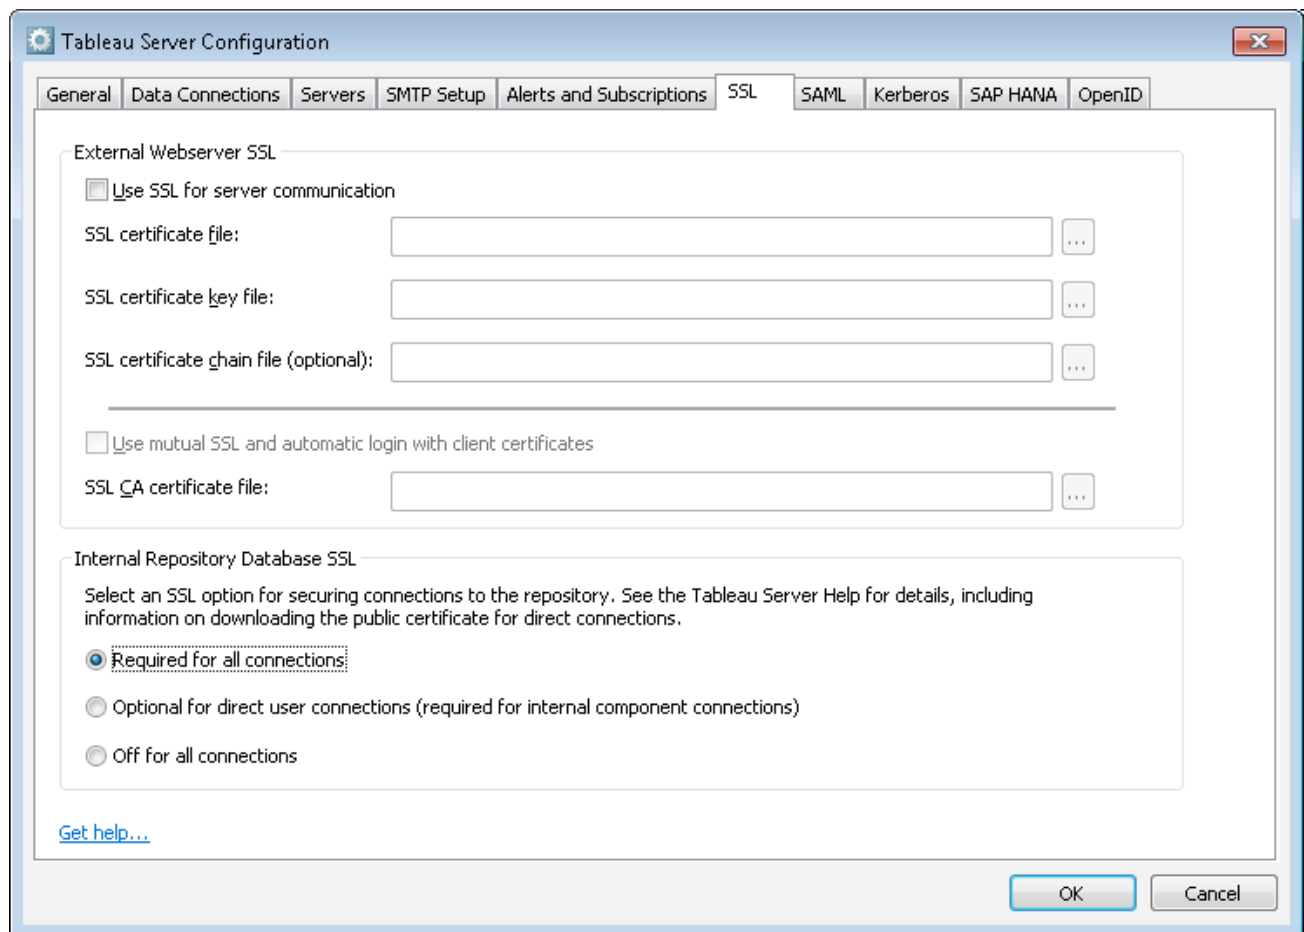 Tableau Server Configuration
General Data Connections Servers SMTP Setup Alerts and Subscriptions SSL SAML Kerberos SAP HANA OpenID
External Webserver SSL
Use SSL for server communication
SSL certificate file: ...
SSL certificate key file: ...
SSL certificate chain file (optional): ...
Use mutual SSL and automatic login with client certificates
SSL CA certificate file: ...
Internal Repository Database SSL
Select an SSL option for securing connections to the repository. See the Tableau Server Help for details, including
information on downloading the public certificate for direct connections.
Required for all connections
Optional for direct user connections (required for internal component connections)
Off for all connections
Get help...
OK Cancel